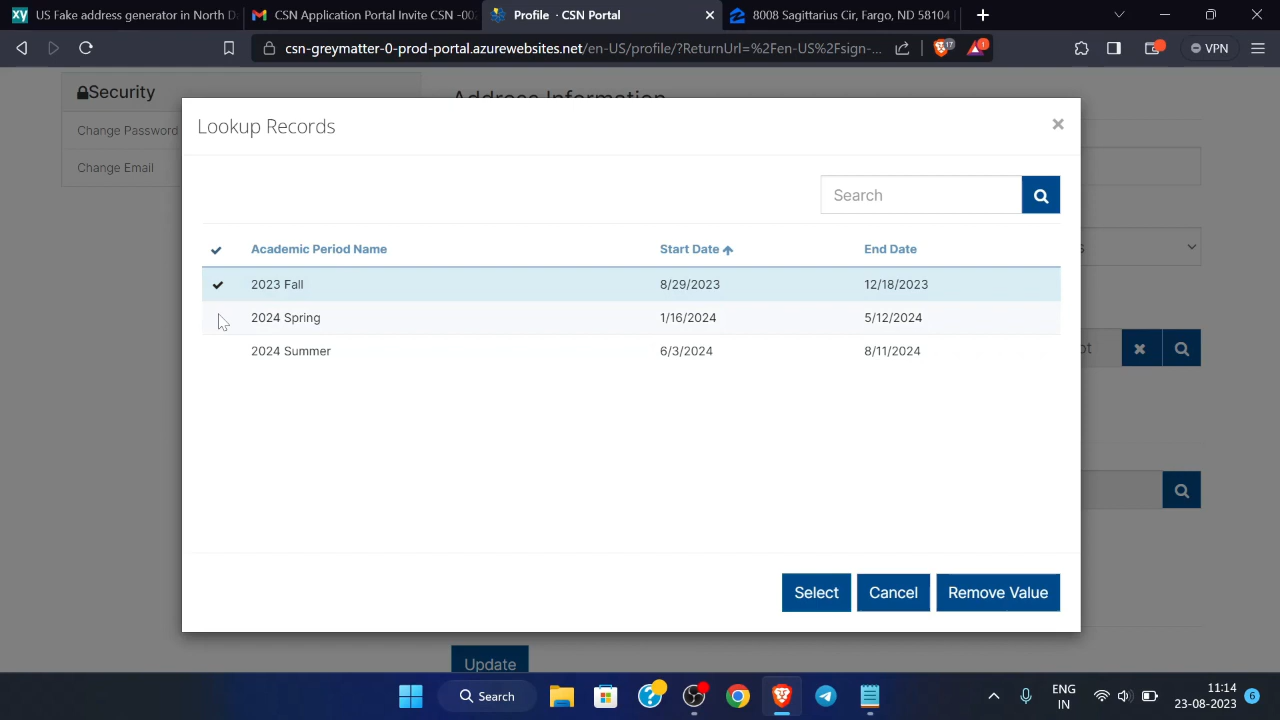 US Fake address generator in North D
CSN Application Portal Invite CSN -00
Profile · CSN Portal
8008 Sagittarius Cir, Fargo, ND 58104
csn-greymatter-0-prod-portal.azurewebsites.net/en-US/profile/?ReturnUrl=%2Fen-US%2Fsign-...
17
1
VPN
Security
Change Password
Change Email
Address Information
Lookup Records
Search
Academic Period Name Start Date End Date
2023 Fall 8/29/2023 12/18/2023
2024 Spring 1/16/2024 5/12/2024
2024 Summer 6/3/2024 8/11/2024
Select Cancel Remove Value
Update
Search
ENG
IN
11:14
23-08-2023
6